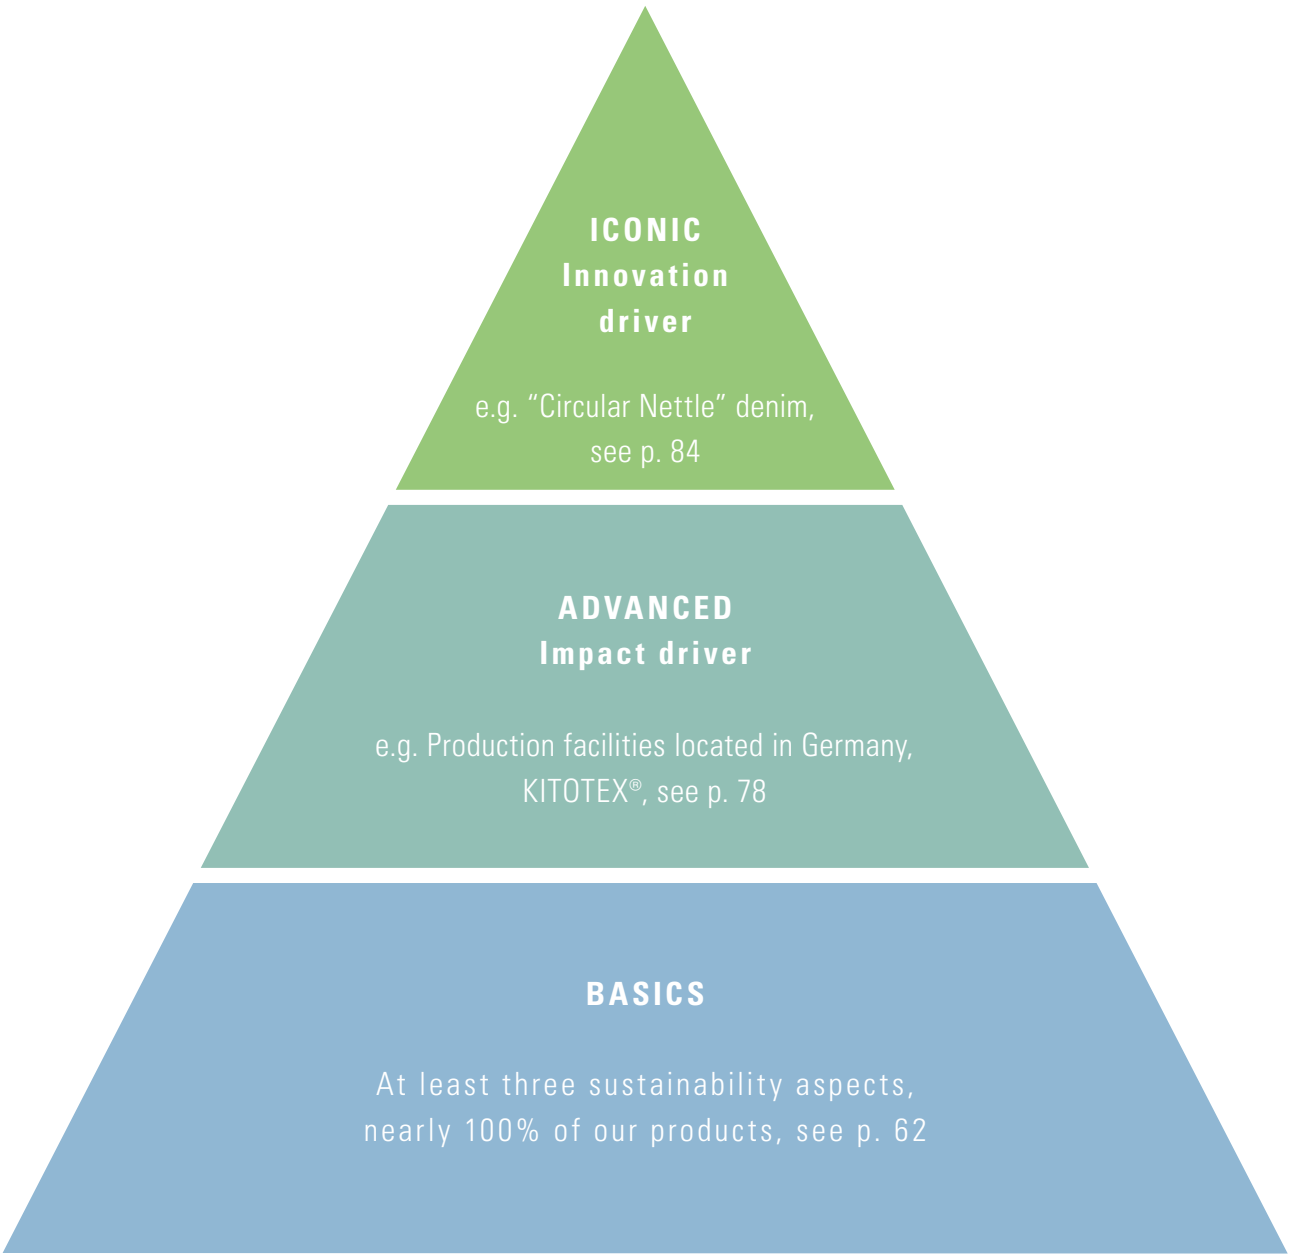 ICONIC
Innovation
driver
e.g. “Circular Nettle” denim,
see p. 84
ADVANCED
Impact driver
e.g. Production facilities located in Germany,
KITOTEX®, see p. 78
BASICS
At least three sustainability aspects,
nearly 100% of our products, see p. 62